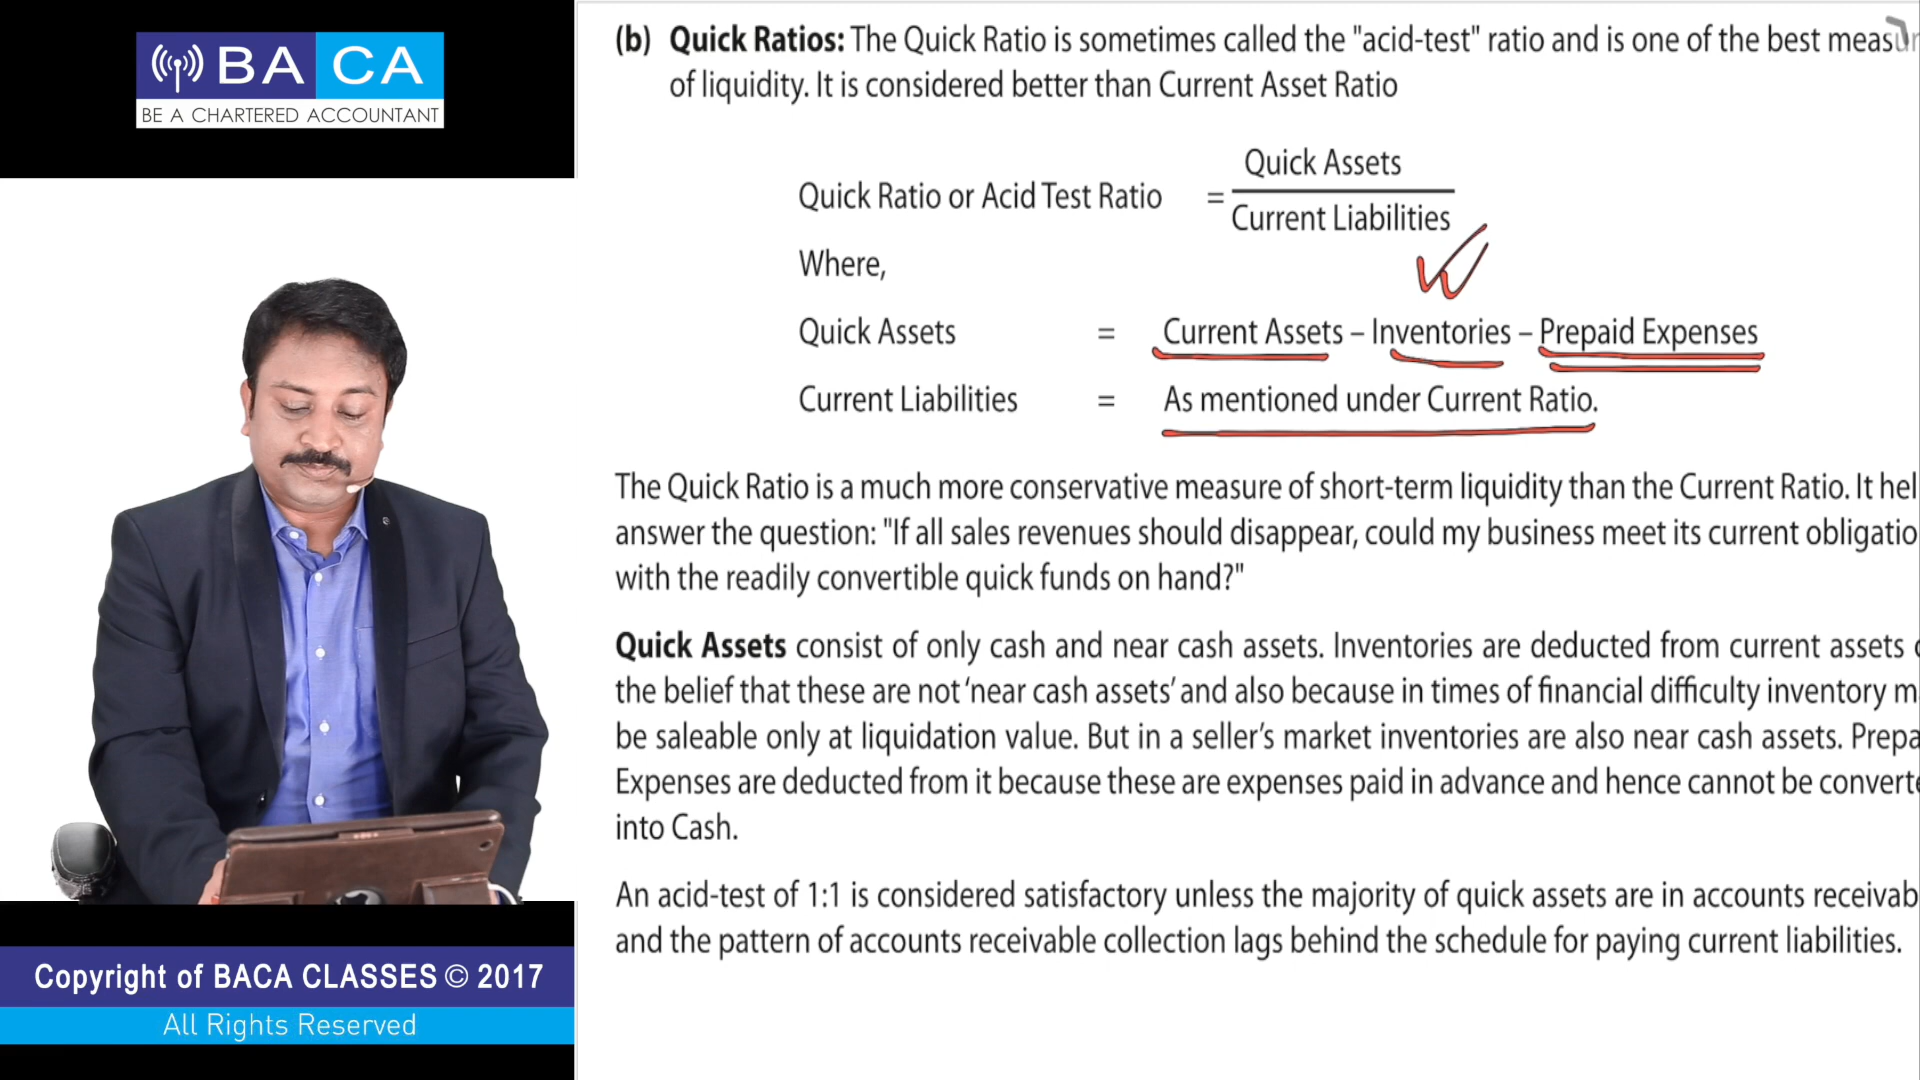 BA CA
BE A CHARTERED ACCOUNTANT
(b) Quick Ratios: The Quick Ratio is sometimes called the "acid-test" ratio and is one of the best measur
of liquidity. It is considered better than Current Asset Ratio
Quick Ratio or Acid Test Ratio = Quick Assets
Current Liabilities
Where,
Quick Assets = Current Assets – Inventories – Prepaid Expenses
Current Liabilities = As mentioned under Current Ratio.
The Quick Ratio is a much more conservative measure of short-term liquidity than the Current Ratio. It hel
answer the question: "If all sales revenues should disappear, could my business meet its current obligatio
with the readily convertible quick funds on hand?"
Quick Assets consist of only cash and near cash assets. Inventories are deducted from current assets
the belief that these are not 'near cash assets' and also because in times of financial difficulty inventory m
be saleable only at liquidation value. But in a seller's market inventories are also near cash assets. Prepa
Expenses are deducted from it because these are expenses paid in advance and hence cannot be converte
into Cash.
An acid-test of 1:1 is considered satisfactory unless the majority of quick assets are in accounts receivab
and the pattern of accounts receivable collection lags behind the schedule for paying current liabilities.
Copyright of BACA CLASSES © 2017
All Rights Reserved